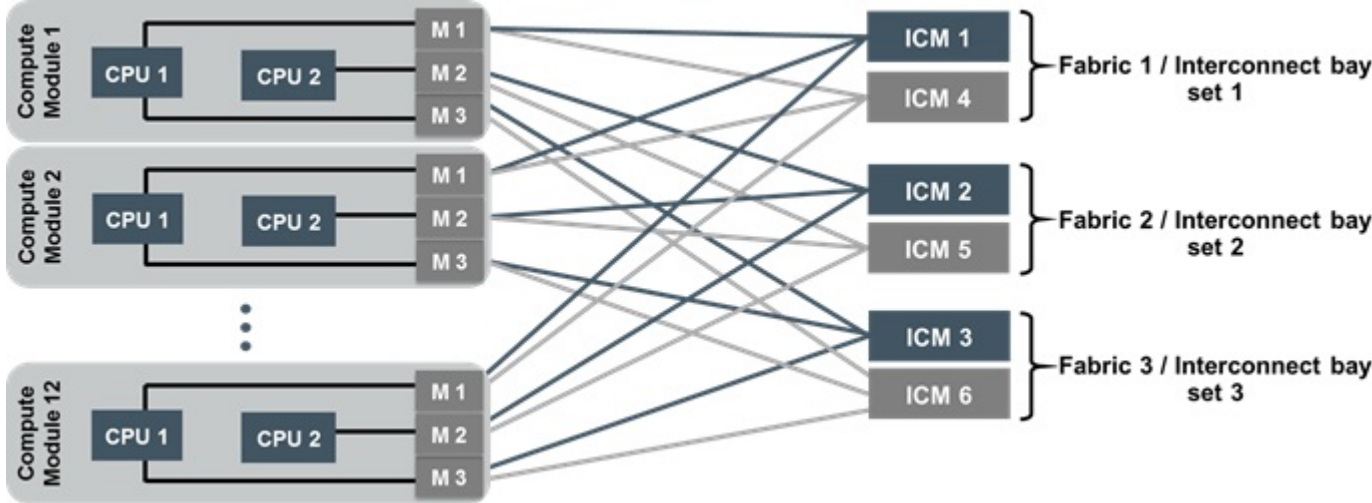 Compute
Module 1
CPU 1
CPU 2
M 1
M 2
M 3
Compute
Module 2
CPU 1
CPU 2
M 1
M 2
M 3
Compute
Module 12
CPU 1
CPU 2
M 1
M 2
M 3
ICM 1
ICM 4
Fabric 1 / Interconnect bay
set 1
ICM 2
ICM 5
Fabric 2 / Interconnect bay
set 2
ICM 3
ICM 6
Fabric 3 / Interconnect bay
set 3